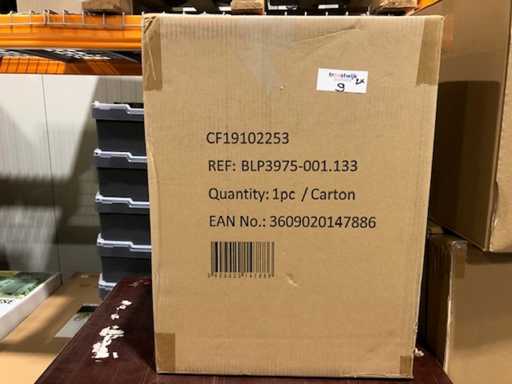 9
CF19102253
REF: BLP3975-001.133
Quantity: 1pc / Carton
EAN No.: 3609020147886